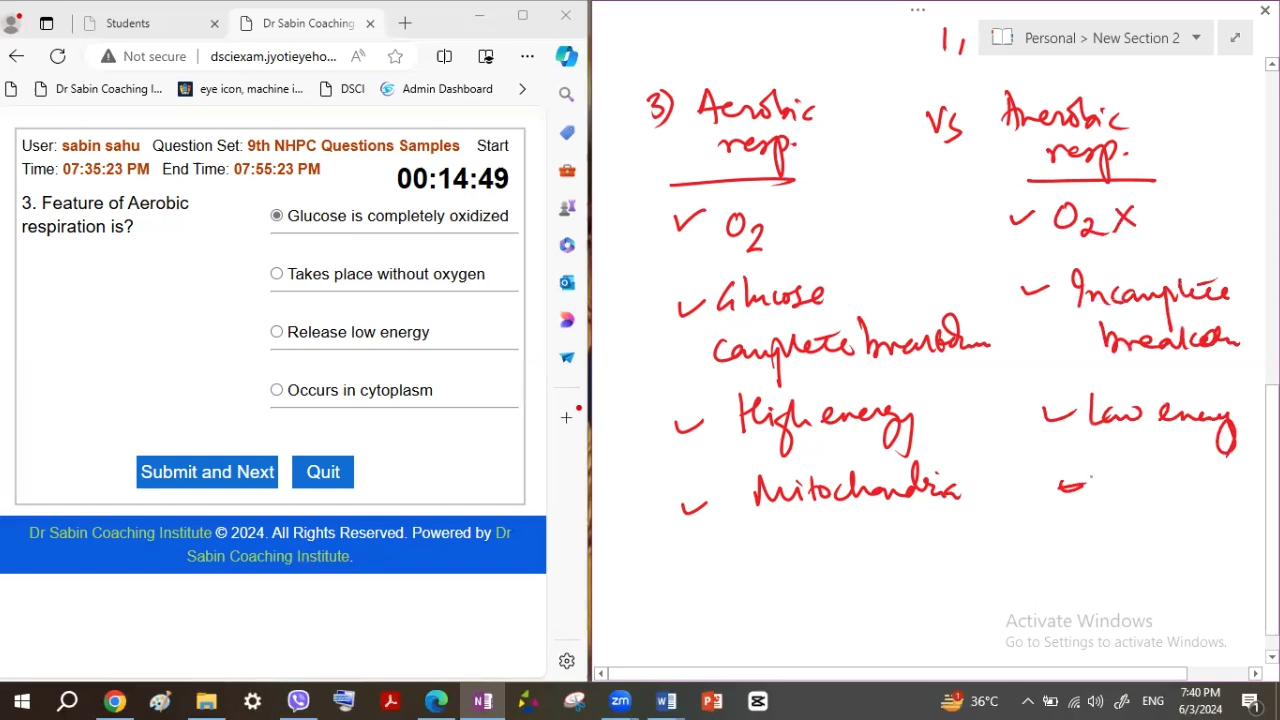 Students
Dr Sabin Coaching
Not secure
dsciexam.jyotieyeho...
Dr Sabin Coaching I...
eye icon, machine i...
DSCI
Admin Dashboard
User: sabin sahu Question Set: 9th NHPC Questions Samples Start
Time: 07:35:23 PM End Time: 07:55:23 PM
00:14:49
3. Feature of Aerobic
respiration is?
Glucose is completely oxidized
Takes place without oxygen
Release low energy
Occurs in cytoplasm
Submit and Next
Quit
Dr Sabin Coaching Institute © 2024. All Rights Reserved. Powered by Dr
Sabin Coaching Institute.
1,
Personal > New Section 2
3) Aerobic
resp.
Vs
Anerobic
resp.
O2
O2 X
Glucose
complete
Incomplete
High energy
Low energy
Mitochondria
Activate Windows
Go to Settings to activate Windows.
zm
36°C
ENG
7:40 PM
6/3/2024